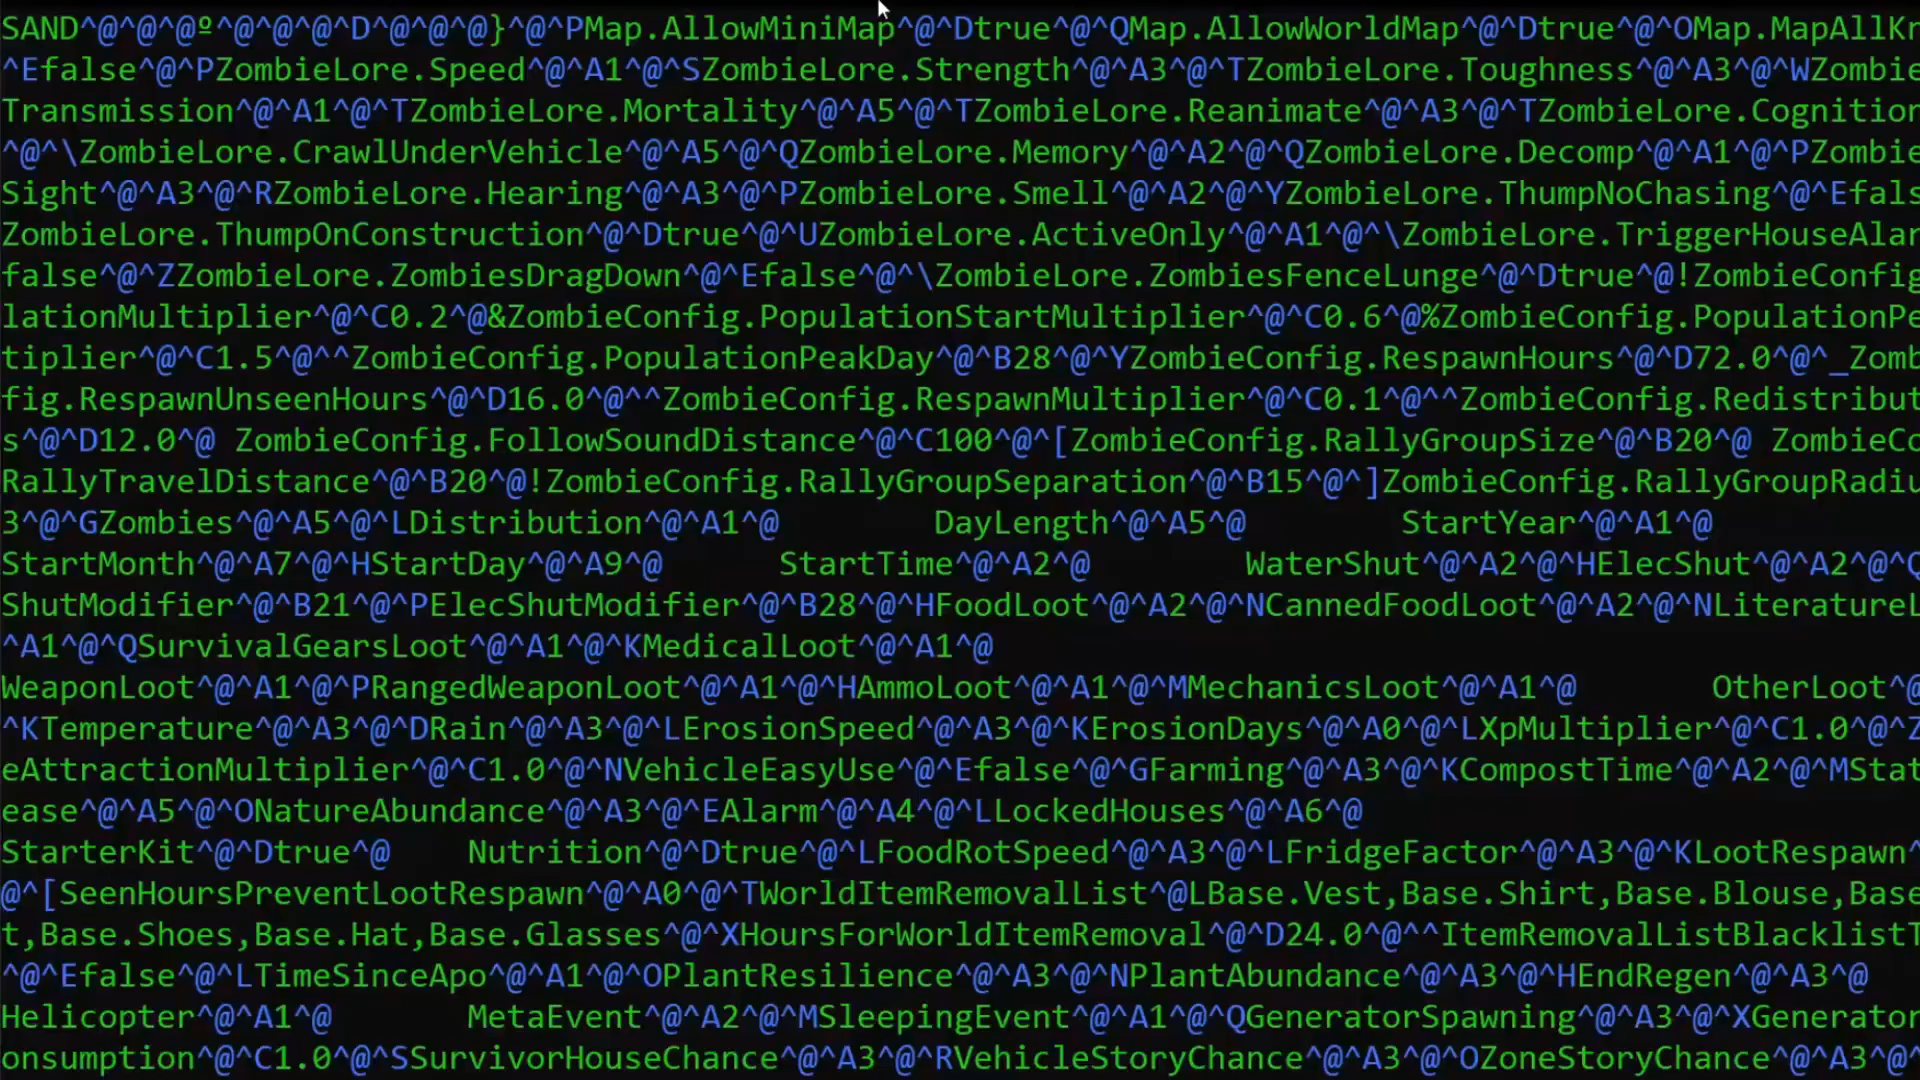 SAND^@^@^@º^@^@^@^D^@^@^@}^@^PMap.AllowMiniMap^@^Dtrue^@^QMap.AllowWorldMap^@^Dtrue^@^OMap.MapAllKn
^Efalse^@^PZombieLore.Speed^@^A1^@^SZombieLore.Strength^@^A3^@^TZombieLore.Toughness^@^A3^@^WZombie
Transmission^@^A1^@^TZombieLore.Mortality^@^A5^@^TZombieLore.Reanimate^@^A3^@^TZombieLore.Cognition
^@^\ZombieLore.CrawlUnderVehicle^@^A5^@^QZombieLore.Memory^@^A2^@^QZombieLore.Decomp^@^A1^@^PZombie
Sight^@^A3^@^RZombieLore.Hearing^@^A3^@^PZombieLore.Smell^@^A2^@^YZombieLore.ThumpNoChasing^@^Efals
ZombieLore.ThumpOnConstruction^@^Dtrue^@^UZombieLore.ActiveOnly^@^A1^@^\ZombieLore.TriggerHouseAlar
false^@^ZZombieLore.ZombiesDragDown^@^Efalse^@^\ZombieLore.ZombiesFenceLunge^@^Dtrue^@!ZombieConfig
lationMultiplier^@^C0.2^@&ZombieConfig.PopulationStartMultiplier^@^C0.6^@%ZombieConfig.PopulationPe
tiplier^@^C1.5^@^^ZombieConfig.PopulationPeakDay^@^B28^@^YZombieConfig.RespawnHours^@^D72.0^@^_Zomb
fig.RespawnUnseenHours^@^D16.0^@^^ZombieConfig.RespawnMultiplier^@^C0.1^@^^ZombieConfig.Redistribut
s^@^D12.0^@ ZombieConfig.FollowSoundDistance^@^C100^@^[ZombieConfig.RallyGroupSize^@^B20^@ ZombieCo
RallyTravelDistance^@^B20^@!ZombieConfig.RallyGroupSeparation^@^B15^@^]ZombieConfig.RallyGroupRadiu
3^@^GZombies^@^A5^@^LDistribution^@^A1^@        DayLength^@^A5^@        StartYear^@^A1^@
StartMonth^@^A7^@^HStartDay^@^A9^@      StartTime^@^A2^@        WaterShut^@^A2^@^HElecShut^@^A2^@^Q
ShutModifier^@^B21^@^PElecShutModifier^@^B28^@^HFoodLoot^@^A2^@^NCannedFoodLoot^@^A2^@^NLiteratureL
^A1^@^QSurvivalGearsLoot^@^A1^@^KMedicalLoot^@^A1^@
WeaponLoot^@^A1^@^PRangedWeaponLoot^@^A1^@^HAmmoLoot^@^A1^@^MMechanicsLoot^@^A1^@       OtherLoot^@
^KTemperature^@^A3^@^DRain^@^A3^@^LErosionSpeed^@^A3^@^KErosionDays^@^A0^@^LXpMultiplier^@^C1.0^@^Z
eAttractionMultiplier^@^C1.0^@^NVehicleEasyUse^@^Efalse^@^GFarming^@^A3^@^KCompostTime^@^A2^@^MStat
ease^@^A5^@^ONatureAbundance^@^A3^@^EAlarm^@^A4^@^LLockedHouses^@^A6^@
StarterKit^@^Dtrue^@    Nutrition^@^Dtrue^@^LFoodRotSpeed^@^A3^@^LFridgeFactor^@^A3^@^KLootRespawn^
@^[SeenHoursPreventLootRespawn^@^A0^@^TWorldItemRemovalList^@LBase.Vest,Base.Shirt,Base.Blouse,Base
t,Base.Shoes,Base.Hat,Base.Glasses^@^XHoursForWorldItemRemoval^@^D24.0^@^^ItemRemovalListBlacklistT
^@^Efalse^@^LTimeSinceApo^@^A1^@^OPlantResilience^@^A3^@^NPlantAbundance^@^A3^@^HEndRegen^@^A3^@
Helicopter^@^A1^@       MetaEvent^@^A2^@^MSleepingEvent^@^A1^@^QGeneratorSpawning^@^A3^@^XGenerator
onsumption^@^C1.0^@^SSurvivorHouseChance^@^A3^@^RVehicleStoryChance^@^A3^@^OZoneStoryChance^@^A3^@^